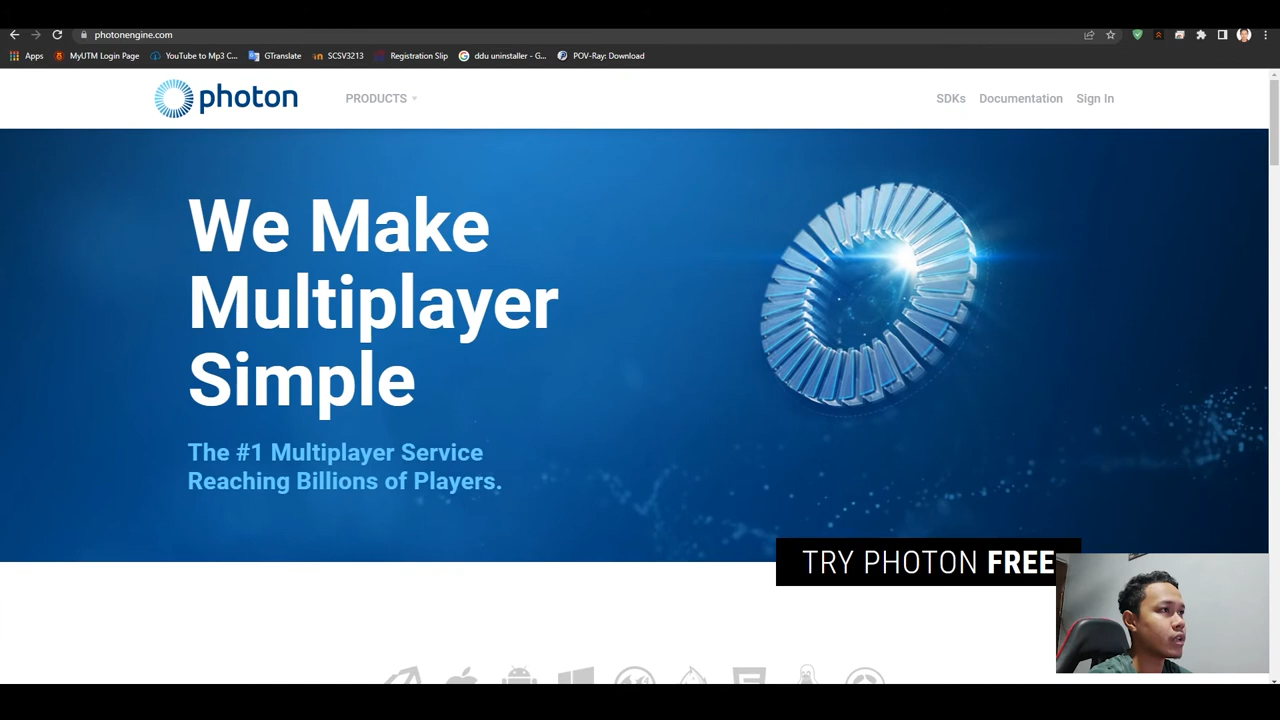 photonengine.com
Apps
MyUTM Login Page
YouTube to Mp3 C...
GTranslate
SCSV3213
Registration Slip
ddu uninstaller - G...
POV-Ray: Download
photon
PRODUCTS
SDKs
Documentation
Sign In
We Make
Multiplayer
Simple
The #1 Multiplayer Service
Reaching Billions of Players.
TRY PHOTON FREE